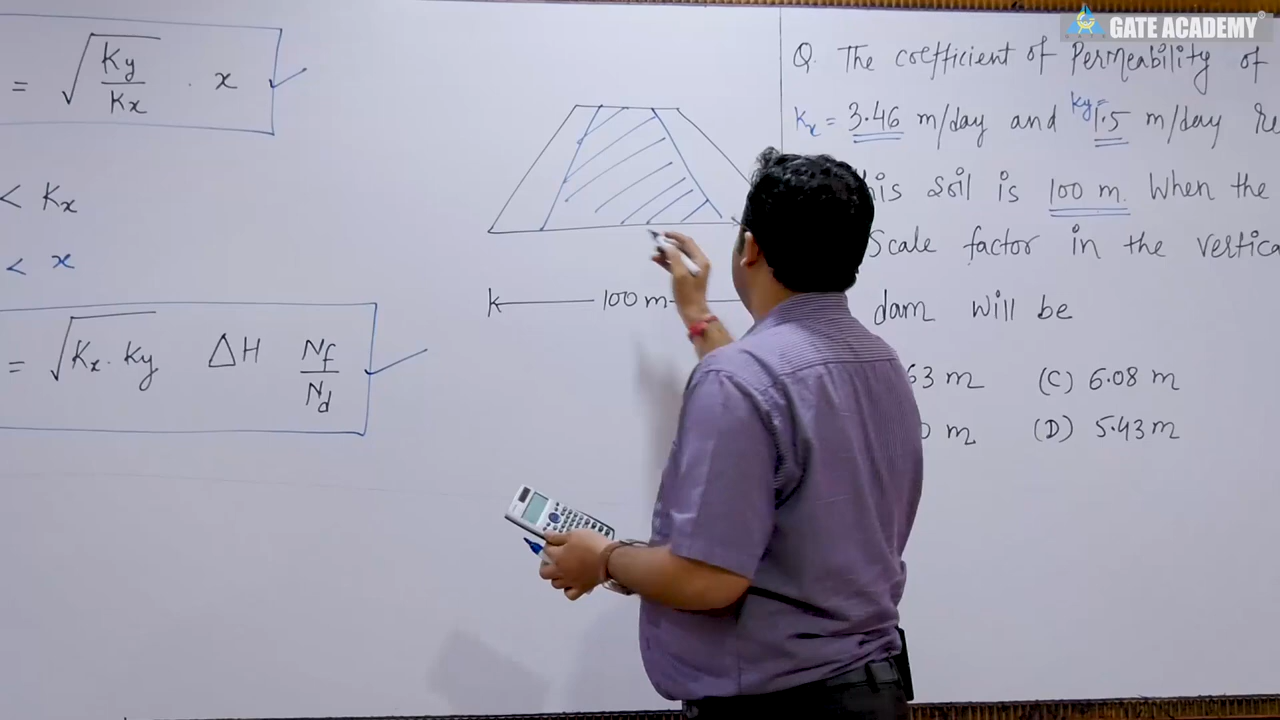 GATE ACADEMY
= √Ky/Kx · x
< Kx
< x
= √Kx · Ky ΔH Nf/Nd
100 m
Q. The coefficient of Permeability of
Kx = 3.46 m/day and Ky= 1.5 m/day
his Soil is 100 m. When the
Scale factor in the
dam will be
63 m (C) 6.08 m
0 m (D) 5.43 m